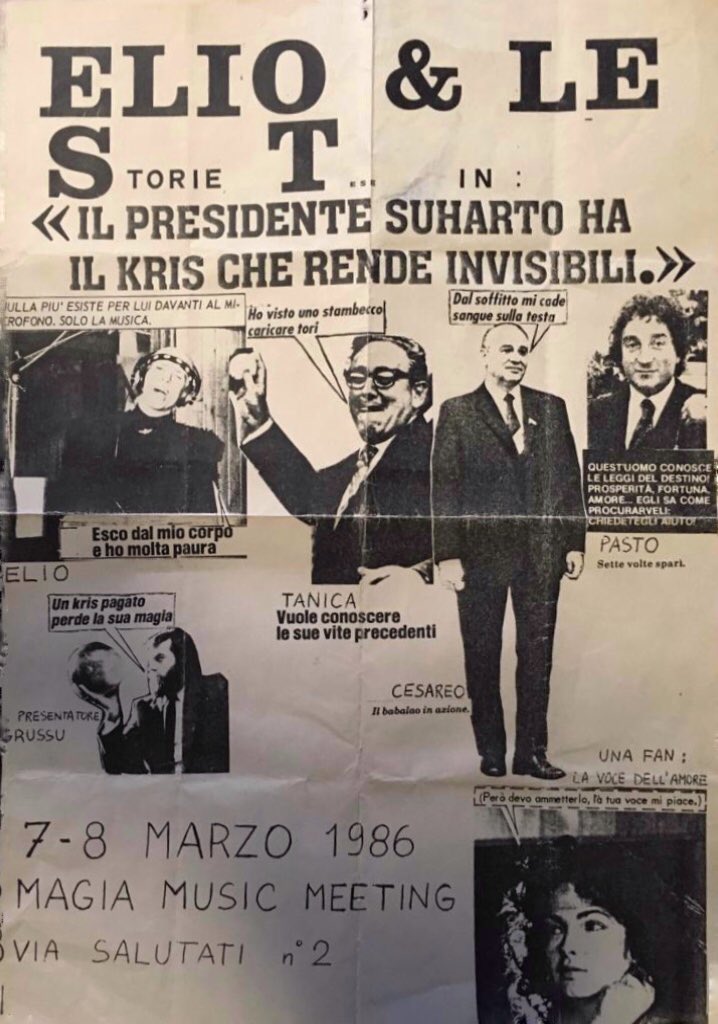 ELIO & LE
STORIE T... ESE IN:
«IL PRESIDENTE SUHARTO HA
IL KRIS CHE RENDE INVISIBILI.»
ULLA PIU' ESISTE PER LUI DAVANTI AL MI-
CROFONO. SOLO LA MUSICA.
Esco dal mio corpo
e ho molta paura
ELIO
Ho visto uno stambecco
caricare tori
TANICA
Vuole conoscere
le sue vite precedenti
Dal soffitto mi cade
sangue sulla testa
CESAREO
Il babalao in azione.
QUEST'UOMO CONOSCE
LE LEGGI DEL DESTINO!
PROSPERITÀ, FORTUNA,
AMORE... EGLI SA COME
PROCURARVELI:
CHIEDETEGLI AIUTO!
PASTO
Sette volte sparì.
Un kris pagato
perde la sua magia
PRESENTATORE
GRUSSU
UNA FAN:
LA VOCE DELL'AMORE
(Però devo ammetterlo, la tua voce mi piace.)
7-8 MARZO 1986
MAGIA MUSIC MEETING
VIA SALUTATI n° 2